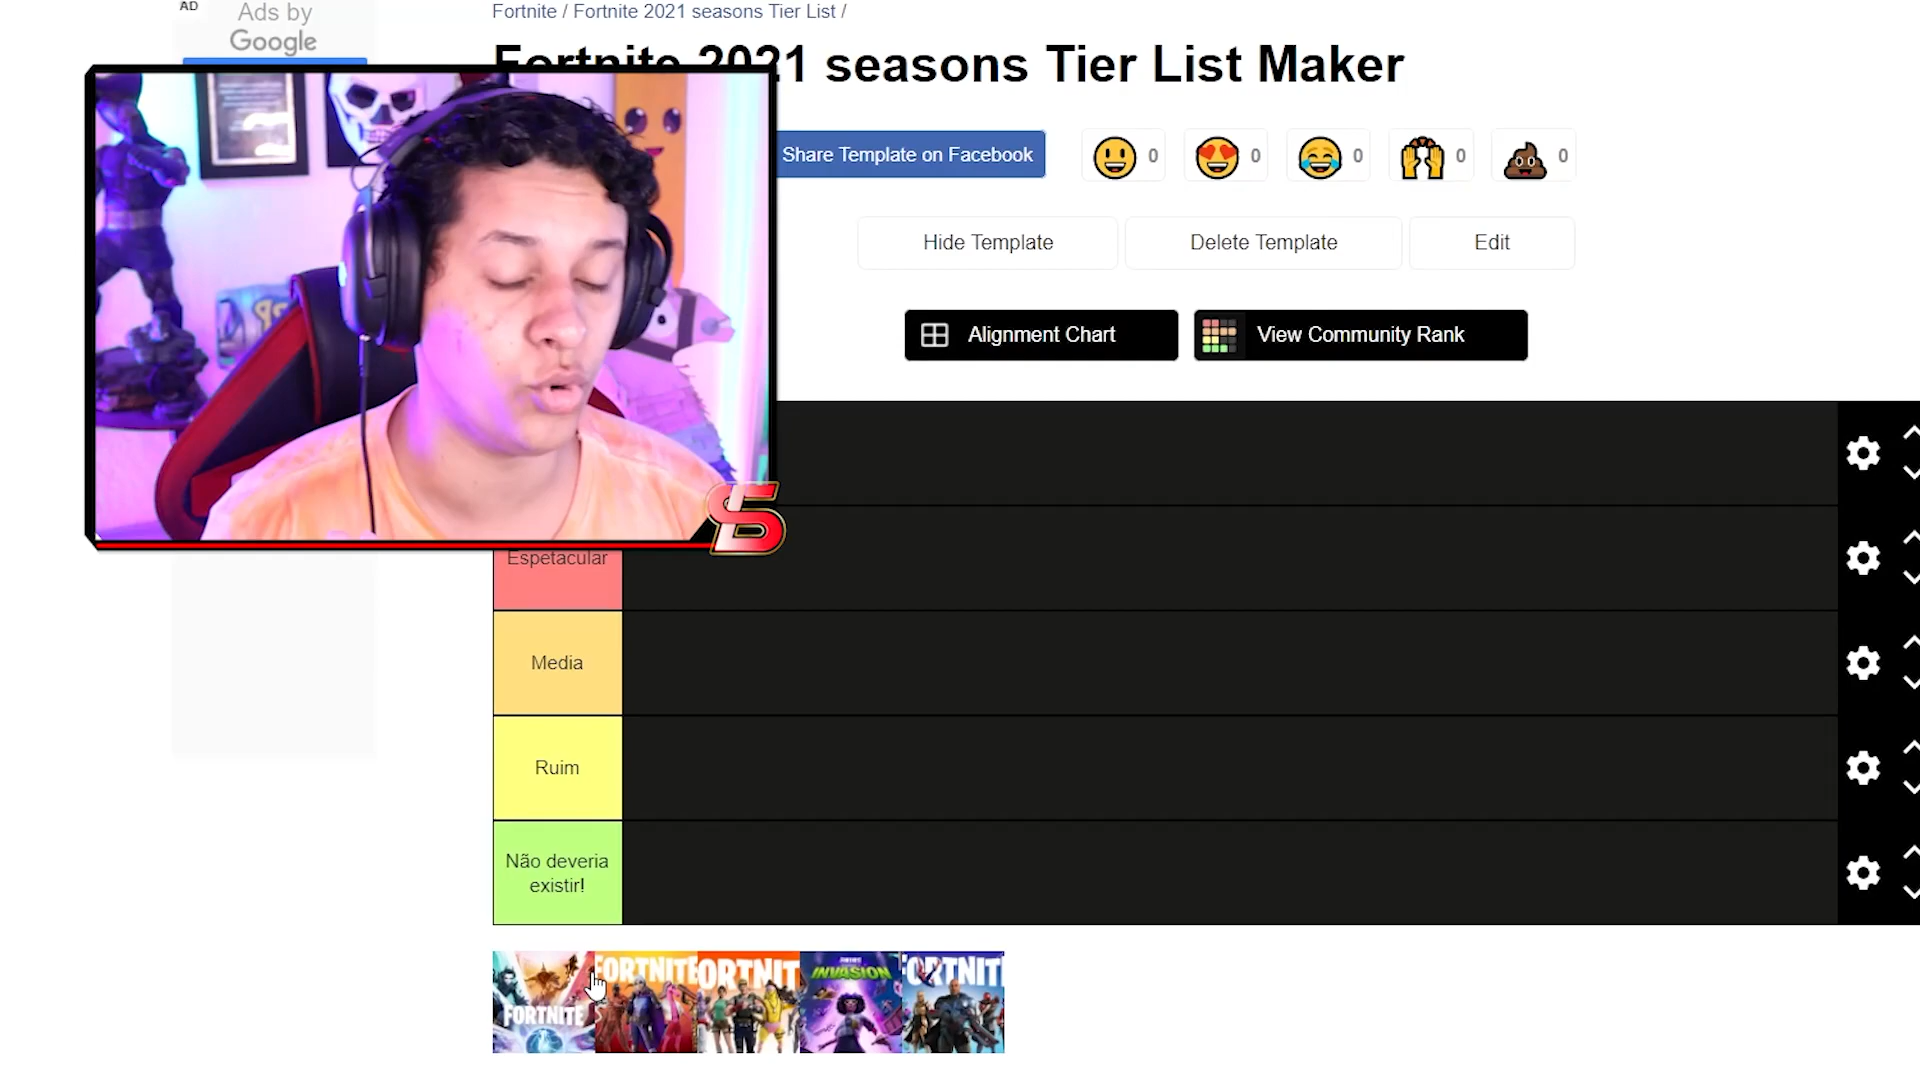 AD
Ads by
Google
Fortnite / Fortnite 2021 seasons Tier List /
Fortnite 2021 seasons Tier List Maker
Share Template on Facebook
0
0
0
0
0
Hide Template
Delete Template
Edit
Alignment Chart
View Community Rank
Espetacular
Media
Ruim
Não deveria
existir!
FORTNITE
FORTNITE
ORTNIT
FORTNITE
INVASION
FORTNIT